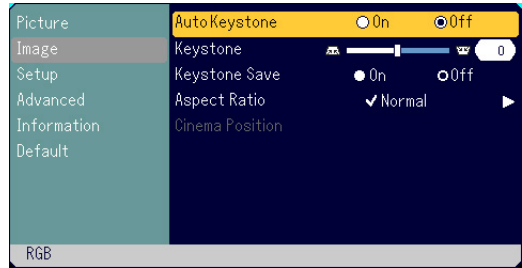 Picture
Image
Setup
Advanced
Information
Default
Auto Keystone On Off
Keystone 0
Keystone Save On Off
Aspect Ratio ✓ Normal ▶
Cinema Position
RGB